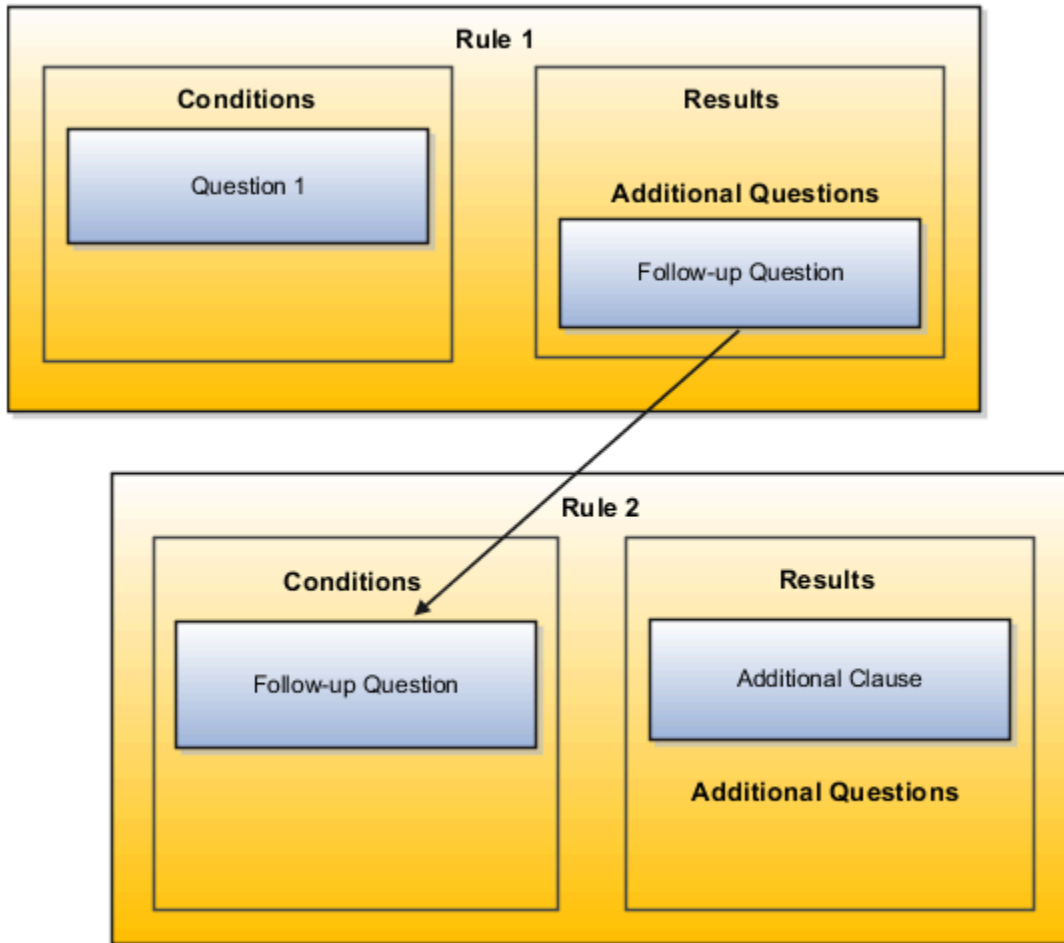 Rule 1
Conditions
Question 1
Results
Additional Questions
Follow-up Question
Rule 2
Conditions
Follow-up Question
Results
Additional Clause
Additional Questions